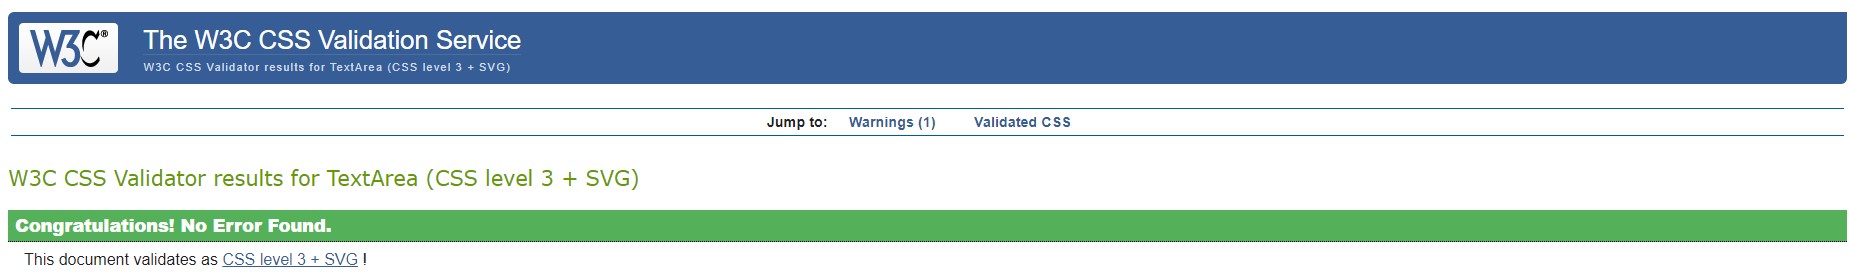 W3C®
The W3C CSS Validation Service
W3C CSS Validator results for TextArea (CSS level 3 + SVG)
Jump to: Warnings (1) Validated CSS
W3C CSS Validator results for TextArea (CSS level 3 + SVG)
Congratulations! No Error Found.
This document validates as CSS level 3 + SVG !